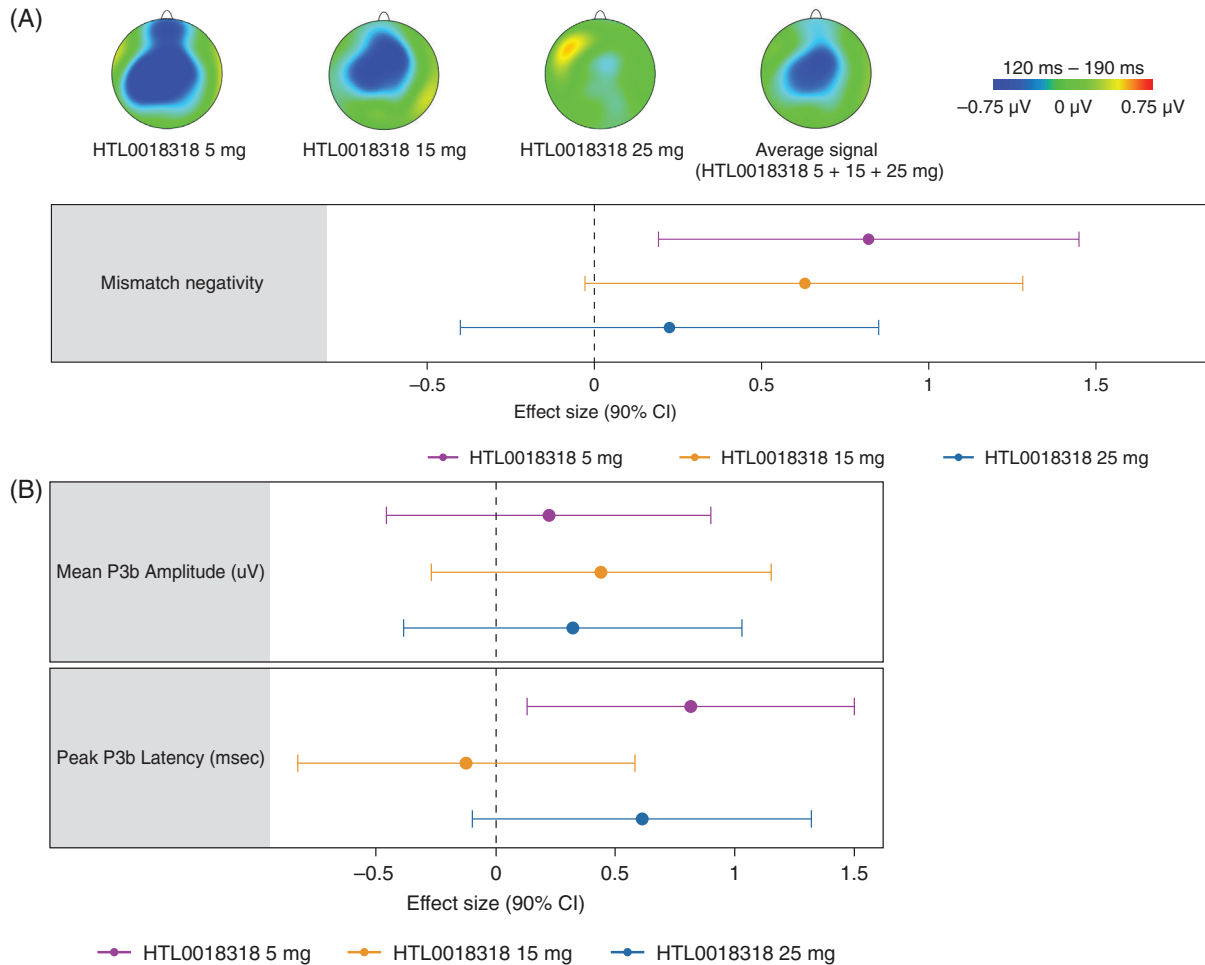 (A)
120 ms – 190 ms
–0.75 µV 0 µV 0.75 µV
HTL0018318 5 mg
HTL0018318 15 mg
HTL0018318 25 mg
Average signal
(HTL0018318 5 + 15 + 25 mg)
Mismatch negativity
–0.5 0 0.5 1 1.5
Effect size (90% CI)
HTL0018318 5 mg HTL0018318 15 mg HTL0018318 25 mg
(B)
Mean P3b Amplitude (uV)
Peak P3b Latency (msec)
–0.5 0 0.5 1 1.5
Effect size (90% CI)
HTL0018318 5 mg HTL0018318 15 mg HTL0018318 25 mg